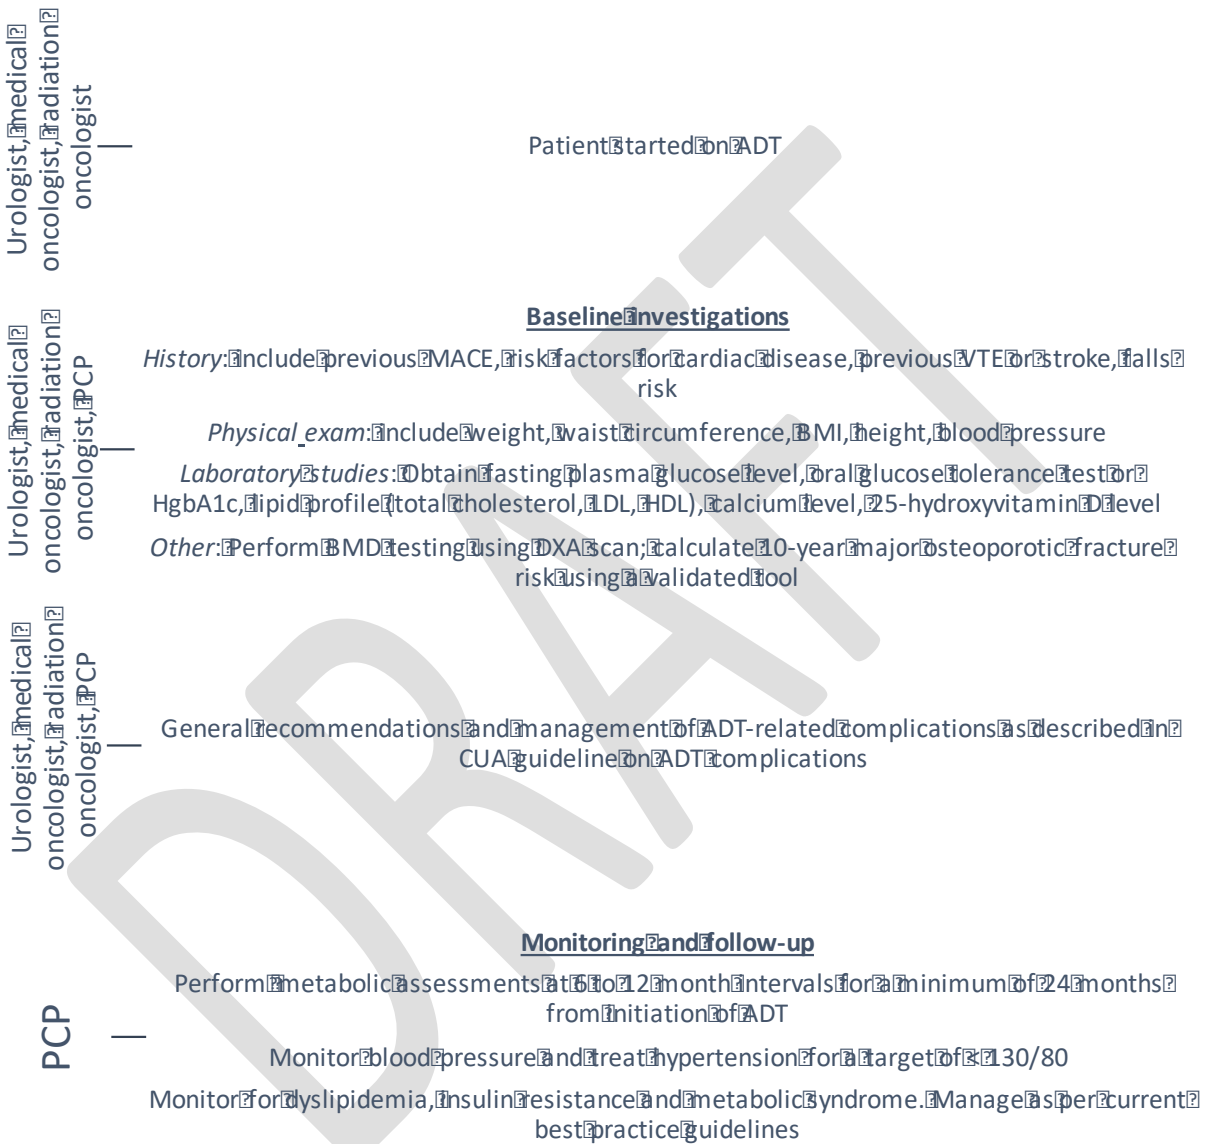 Urologist, medical
oncologist, radiation
oncologist
Patient started on ADT
Urologist, medical
oncologist, radiation
oncologist, PCP
Baseline investigations
History: include previous MACE, risk factors for cardiac disease, previous VTE or stroke, falls
risk
Physical exam: include weight, waist circumference, BMI, height, blood pressure
Laboratory studies: Obtain fasting plasma glucose level, oral glucose tolerance test or
HgbA1c, lipid profile (total cholesterol, LDL, HDL), calcium level, 25-hydroxyvitamin D level
Other: Perform BMD testing using DXA scan; calculate 10-year major osteoporotic fracture
risk using a validated tool
Urologist, medical
oncologist, radiation
oncologist, PCP
General recommendations and management of ADT-related complications as described in
CUA guideline on ADT complications
PCP
Monitoring and follow-up
Perform metabolic assessments at 6 to 12 month intervals for a minimum of 24 months
from initiation of ADT
Monitor blood pressure and treat hypertension for a target of < 130/80
Monitor for dyslipidemia, insulin resistance and metabolic syndrome. Manage as per current
best practice guidelines
DRAFT